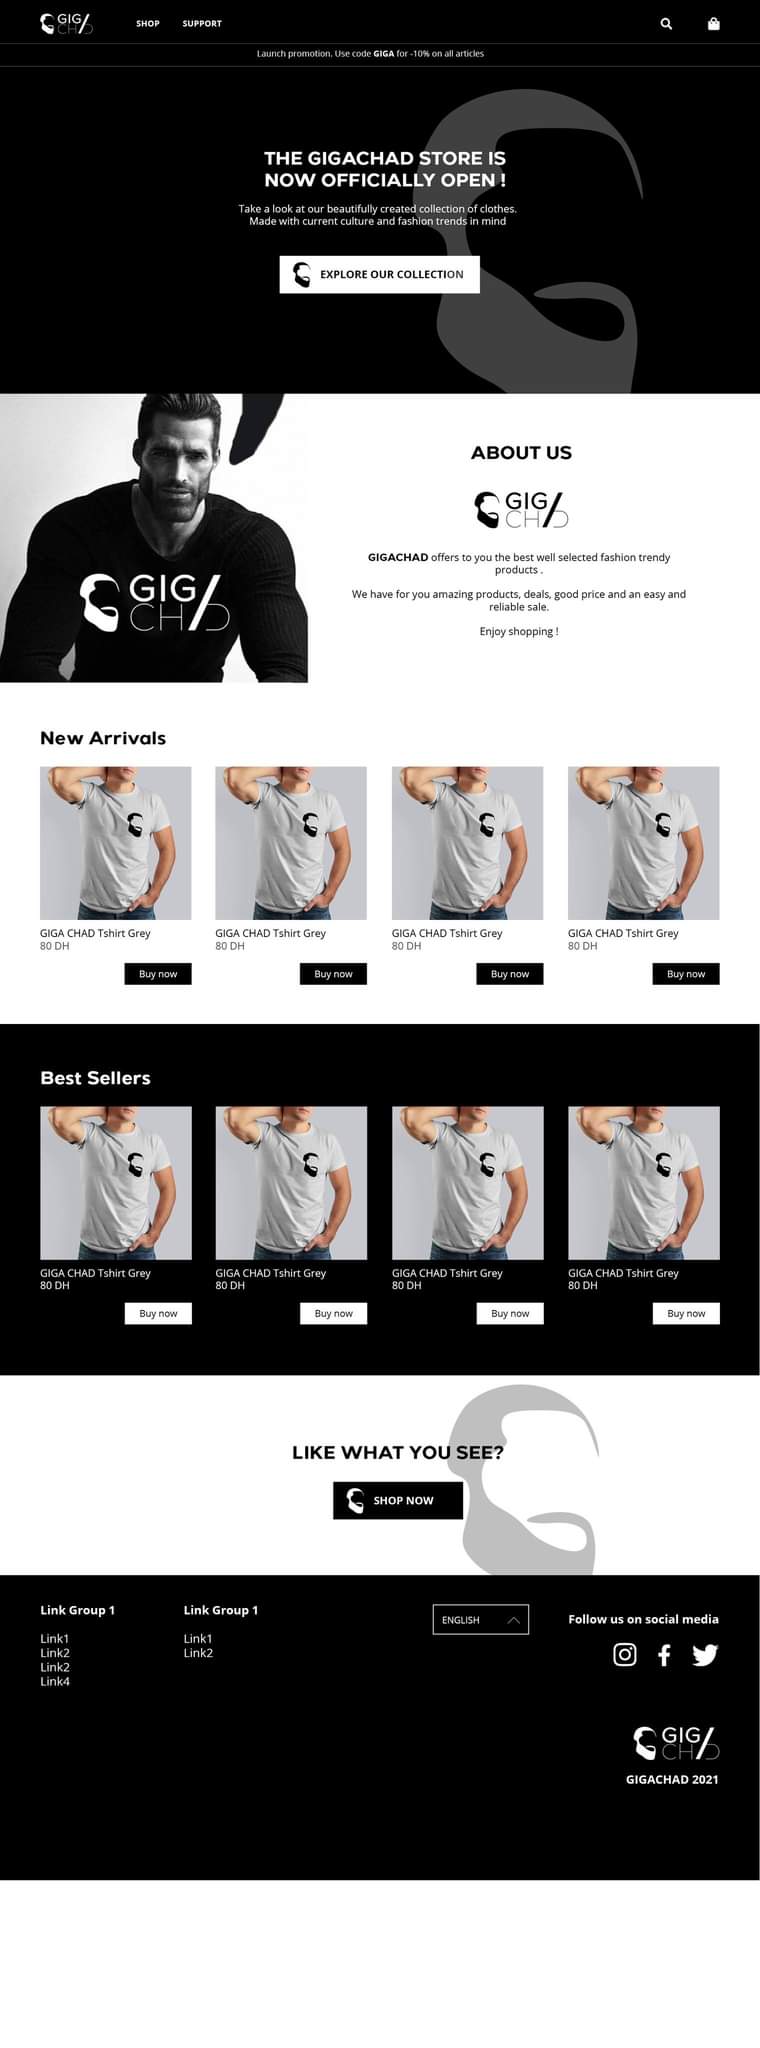 GIG/
CHAD
SHOP
SUPPORT
Launch promotion. Use code GIGA for -10% on all articles
THE GIGACHAD STORE IS
NOW OFFICIALLY OPEN !
Take a look at our beautifully created collection of clothes.
Made with current culture and fashion trends in mind
EXPLORE OUR COLLECTION
GIG/
CHAD
ABOUT US
GIG/
CHAD
GIGACHAD offers to you the best well selected fashion trendy
products .
We have for you amazing products, deals, good price and an easy and
reliable sale.
Enjoy shopping !
New Arrivals
GIGA CHAD Tshirt Grey
80 DH
Buy now
GIGA CHAD Tshirt Grey
80 DH
Buy now
GIGA CHAD Tshirt Grey
80 DH
Buy now
GIGA CHAD Tshirt Grey
80 DH
Buy now
Best Sellers
GIGA CHAD Tshirt Grey
80 DH
Buy now
GIGA CHAD Tshirt Grey
80 DH
Buy now
GIGA CHAD Tshirt Grey
80 DH
Buy now
GIGA CHAD Tshirt Grey
80 DH
Buy now
LIKE WHAT YOU SEE?
SHOP NOW
Link Group 1
Link1
Link2
Link2
Link4
Link Group 1
Link1
Link2
ENGLISH
Follow us on social media
GIG/
CHAD
GIGACHAD 2021